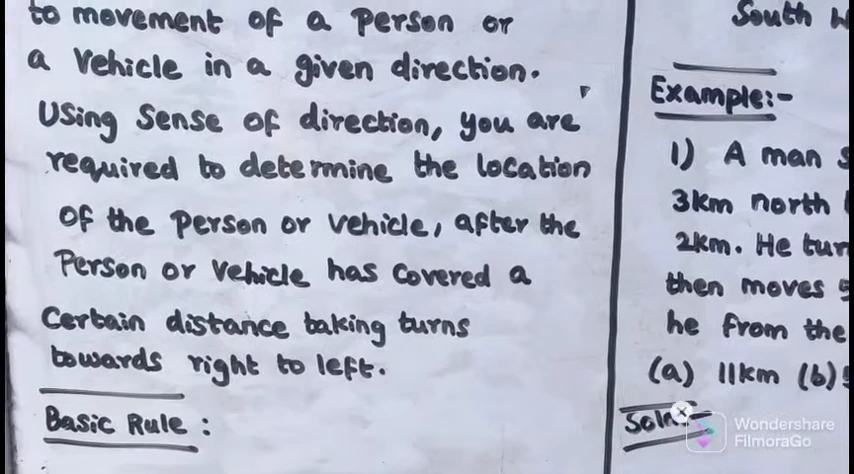 to movement of a person or
a vehicle in a given direction.
Using Sense of direction, you are
required to determine the location
of the person or vehicle, after the
Person or vehicle has covered a
certain distance taking turns
towards right to left.
Basic Rule :
South
Example:-
1) A man
3km north
2km. He
then moves
he from the
(a) 11km (b)
Soln:-
Wondershare
FilmoraGo